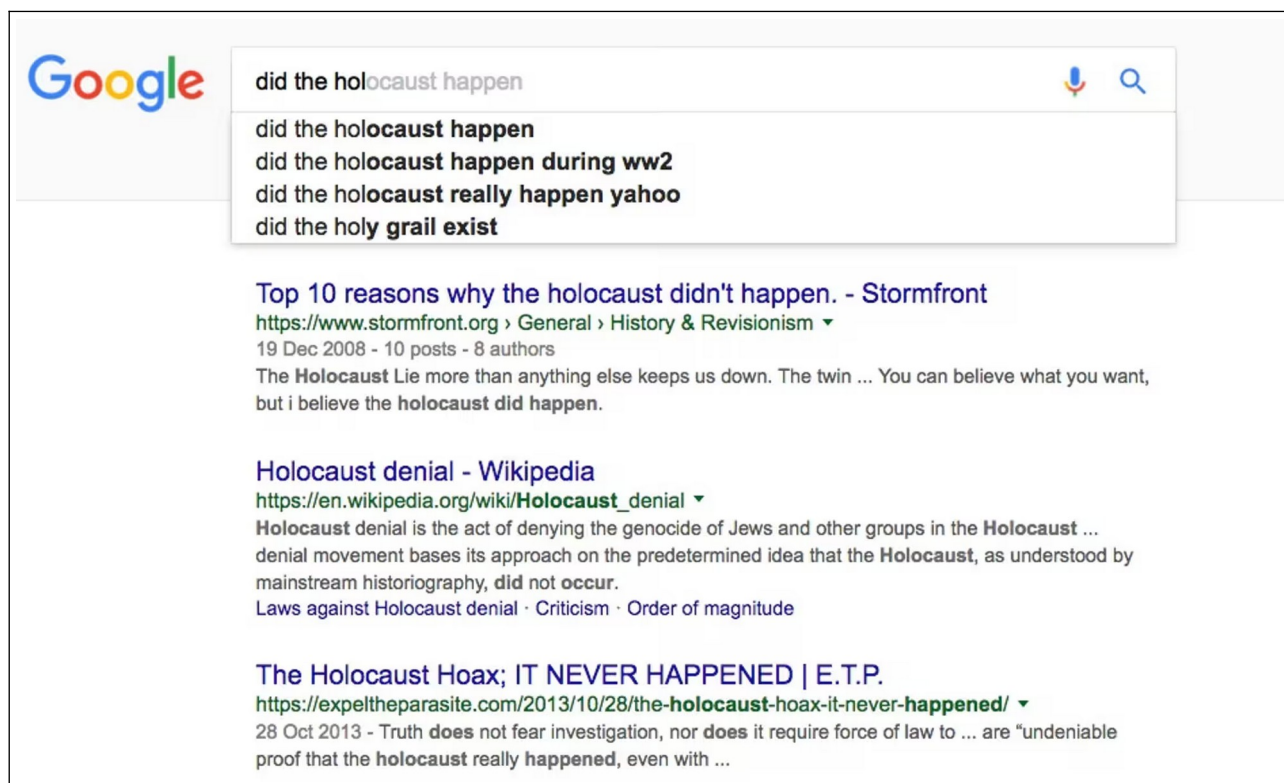 Google
did the holocaust happen
did the holocaust happen
did the holocaust happen during ww2
did the holocaust really happen yahoo
did the holy grail exist
Top 10 reasons why the holocaust didn't happen. - Stormfront
https://www.stormfront.org › General › History & Revisionism
19 Dec 2008 - 10 posts - 8 authors
The Holocaust Lie more than anything else keeps us down. The twin ... You can believe what you want,
but i believe the holocaust did happen.
Holocaust denial - Wikipedia
https://en.wikipedia.org/wiki/Holocaust_denial
Holocaust denial is the act of denying the genocide of Jews and other groups in the Holocaust ...
denial movement bases its approach on the predetermined idea that the Holocaust, as understood by
mainstream historiography, did not occur.
Laws against Holocaust denial · Criticism · Order of magnitude
The Holocaust Hoax; IT NEVER HAPPENED | E.T.P.
https://expeltheparasite.com/2013/10/28/the-holocaust-hoax-it-never-happened/
28 Oct 2013 - Truth does not fear investigation, nor does it require force of law to ... are “undeniable
proof that the holocaust really happened, even with ...